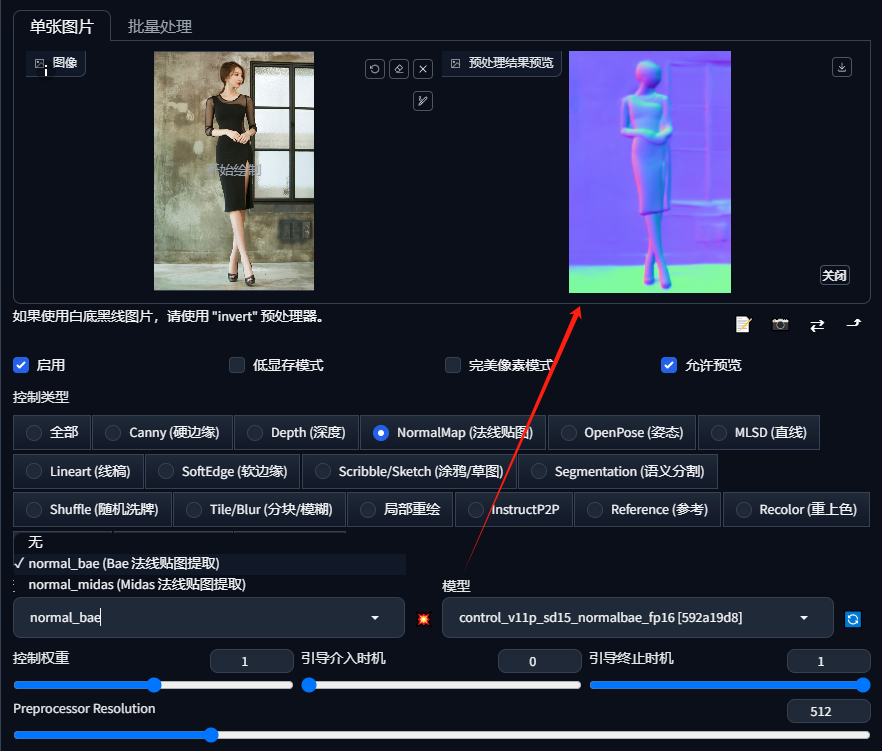 单张图片
批量处理
图像
开始绘制
预处理结果预览
关闭
如果使用白底黑线图片，请使用 "invert" 预处理器。
启用
低显存模式
完美像素模式
允许预览
控制类型
全部
Canny (硬边缘)
Depth (深度)
NormalMap (法线贴图)
OpenPose (姿态)
MLSD (直线)
Lineart (线稿)
SoftEdge (软边缘)
Scribble/Sketch (涂鸦/草图)
Segmentation (语义分割)
Shuffle (随机洗牌)
Tile/Blur (分块/模糊)
局部重绘
InstructP2P
Reference (参考)
Recolor (重上色)
无
✓ normal_bae (Bae 法线贴图提取)
normal_midas (Midas 法线贴图提取)
模型
normal_bae
control_v11p_sd15_normalbae_fp16 [592a19d8]
控制权重
1
引导介入时机
0
引导终止时机
1
Preprocessor Resolution
512